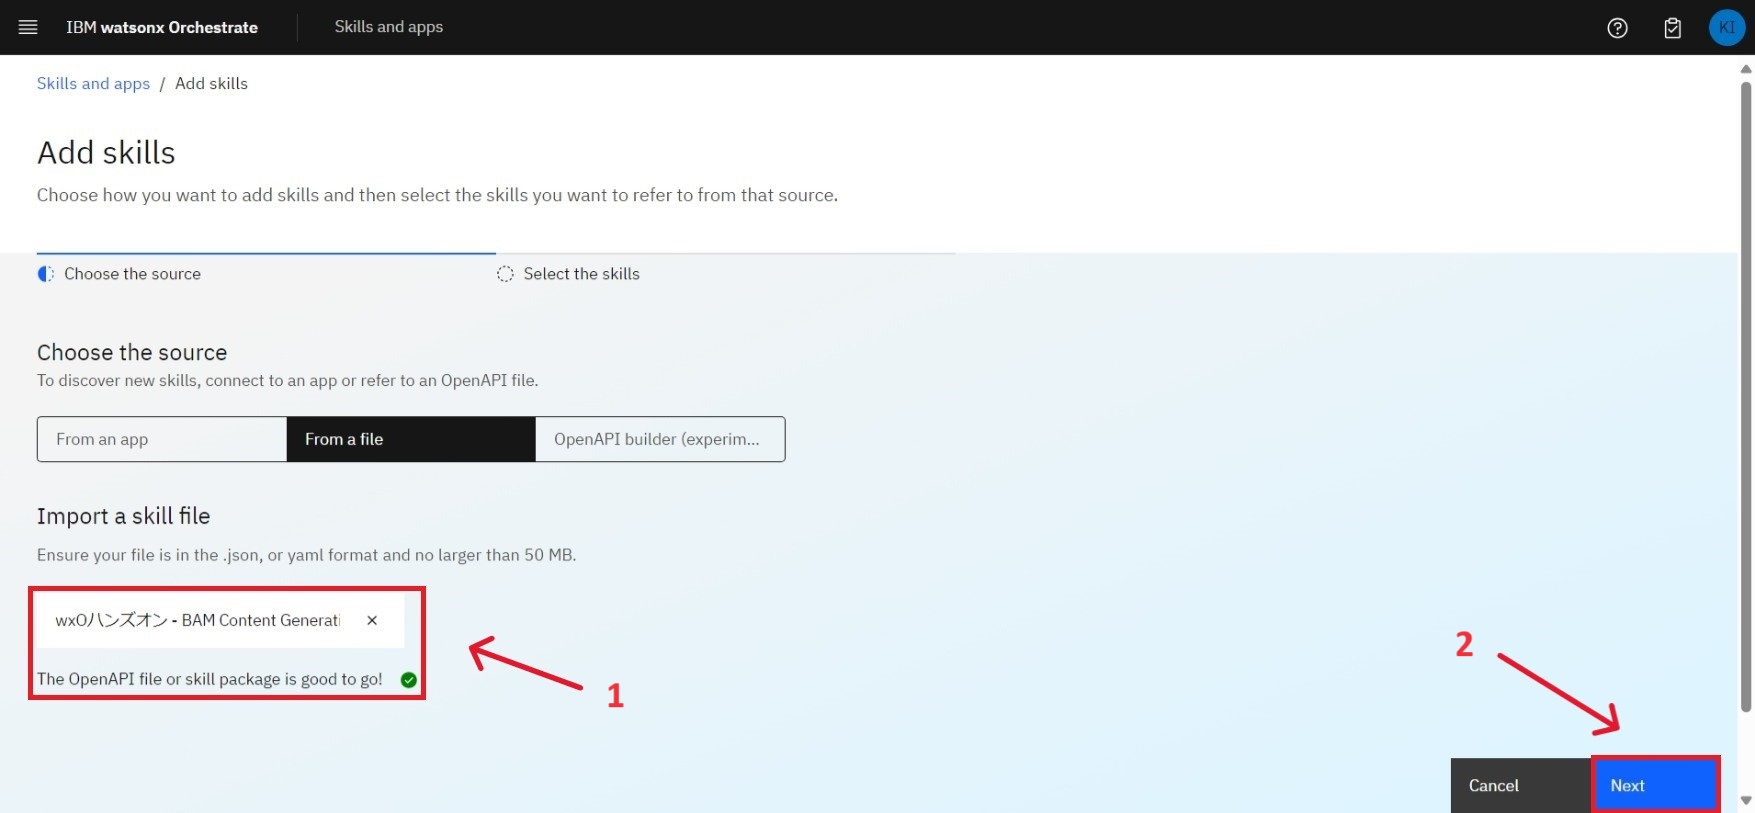 IBM watsonx Orchestrate
Skills and apps
KI
Skills and apps / Add skills
Add skills
Choose how you want to add skills and then select the skills you want to refer to from that source.
Choose the source
Select the skills
Choose the source
To discover new skills, connect to an app or refer to an OpenAPI file.
From an app
From a file
OpenAPI builder (experim...
Import a skill file
Ensure your file is in the .json, or yaml format and no larger than 50 MB.
wxOハンズオン - BAM Content Generati
The OpenAPI file or skill package is good to go!
1
2
Cancel
Next